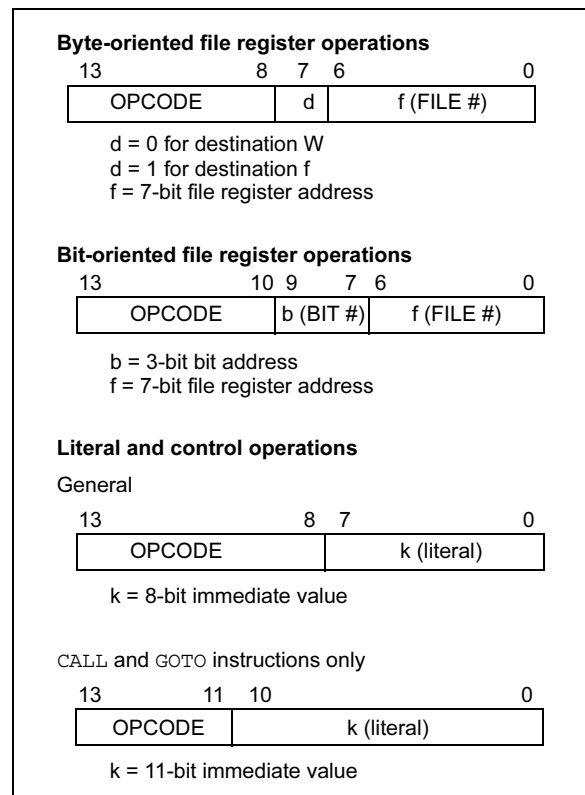 Byte-oriented file register operations
13 8 7 6 0
OPCODE d f (FILE #)
d = 0 for destination W
d = 1 for destination f
f = 7-bit file register address
Bit-oriented file register operations
13 10 9 7 6 0
OPCODE b (BIT #) f (FILE #)
b = 3-bit bit address
f = 7-bit file register address
Literal and control operations
General
13 8 7 0
OPCODE k (literal)
k = 8-bit immediate value
CALL and GOTO instructions only
13 11 10 0
OPCODE k (literal)
k = 11-bit immediate value